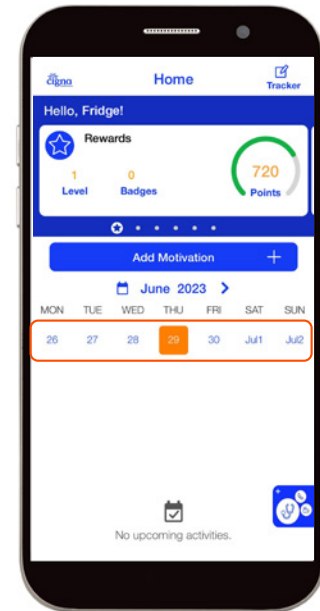 cigna
Home
Tracker
Hello, Fridge!
Rewards
1
Level
0
Badges
720
Points
Add Motivation +
June 2023 >
MON TUE WED THU FRI SAT SUN
26 27 28 29 30 Jul1 Jul2
No upcoming activities.